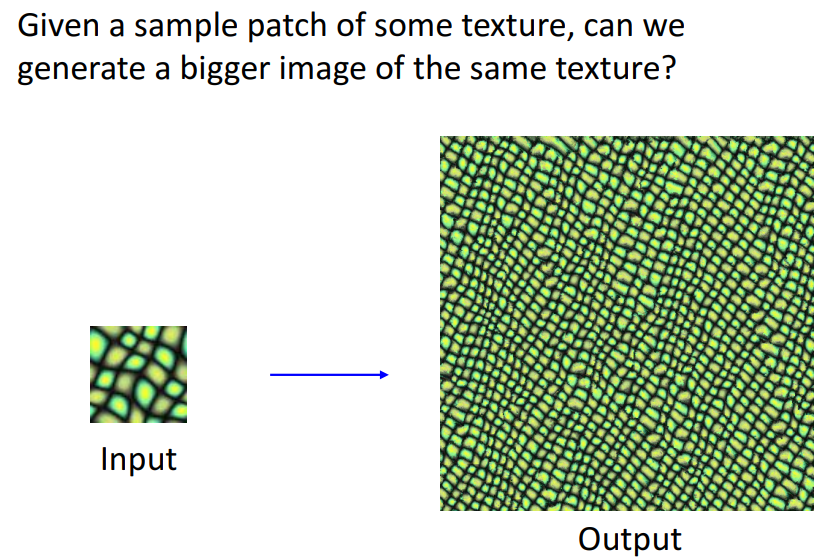 Given a sample patch of some texture, can we
generate a bigger image of the same texture?
Input
Output